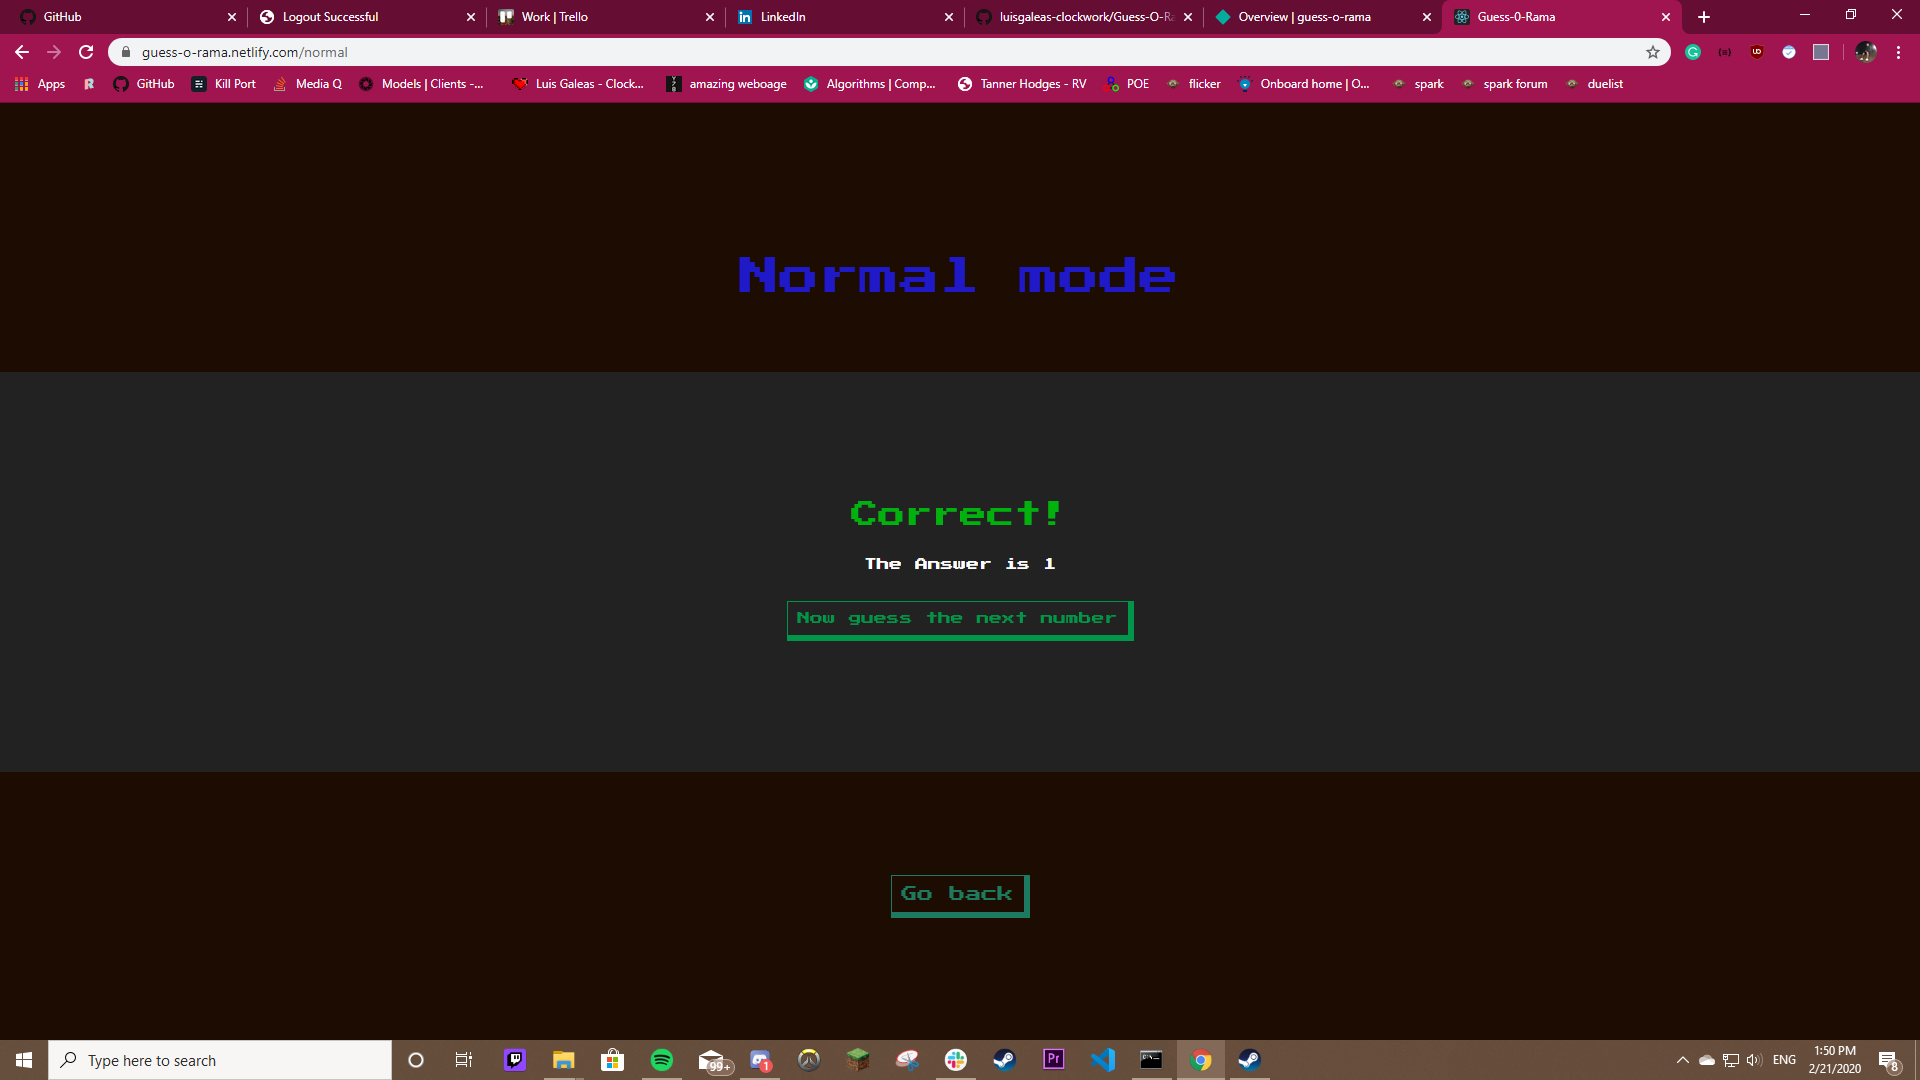 GitHub
Logout Successful
Work | Trello
LinkedIn
luisgaleas-clockwork/Guess-O-Ra
Overview | guess-o-rama
Guess-0-Rama
guess-o-rama.netlify.com/normal
Apps
R
GitHub
Kill Port
Media Q
Models | Clients -...
Luis Galeas - Clock...
amazing weboage
Algorithms | Comp...
Tanner Hodges - RV
POE
flicker
Onboard home | O...
spark
spark forum
duelist
Normal mode
Correct!
The Answer is 1
Now guess the next number
Go back
Type here to search
99+
1
Pr
ENG
1:50 PM
2/21/2020
8